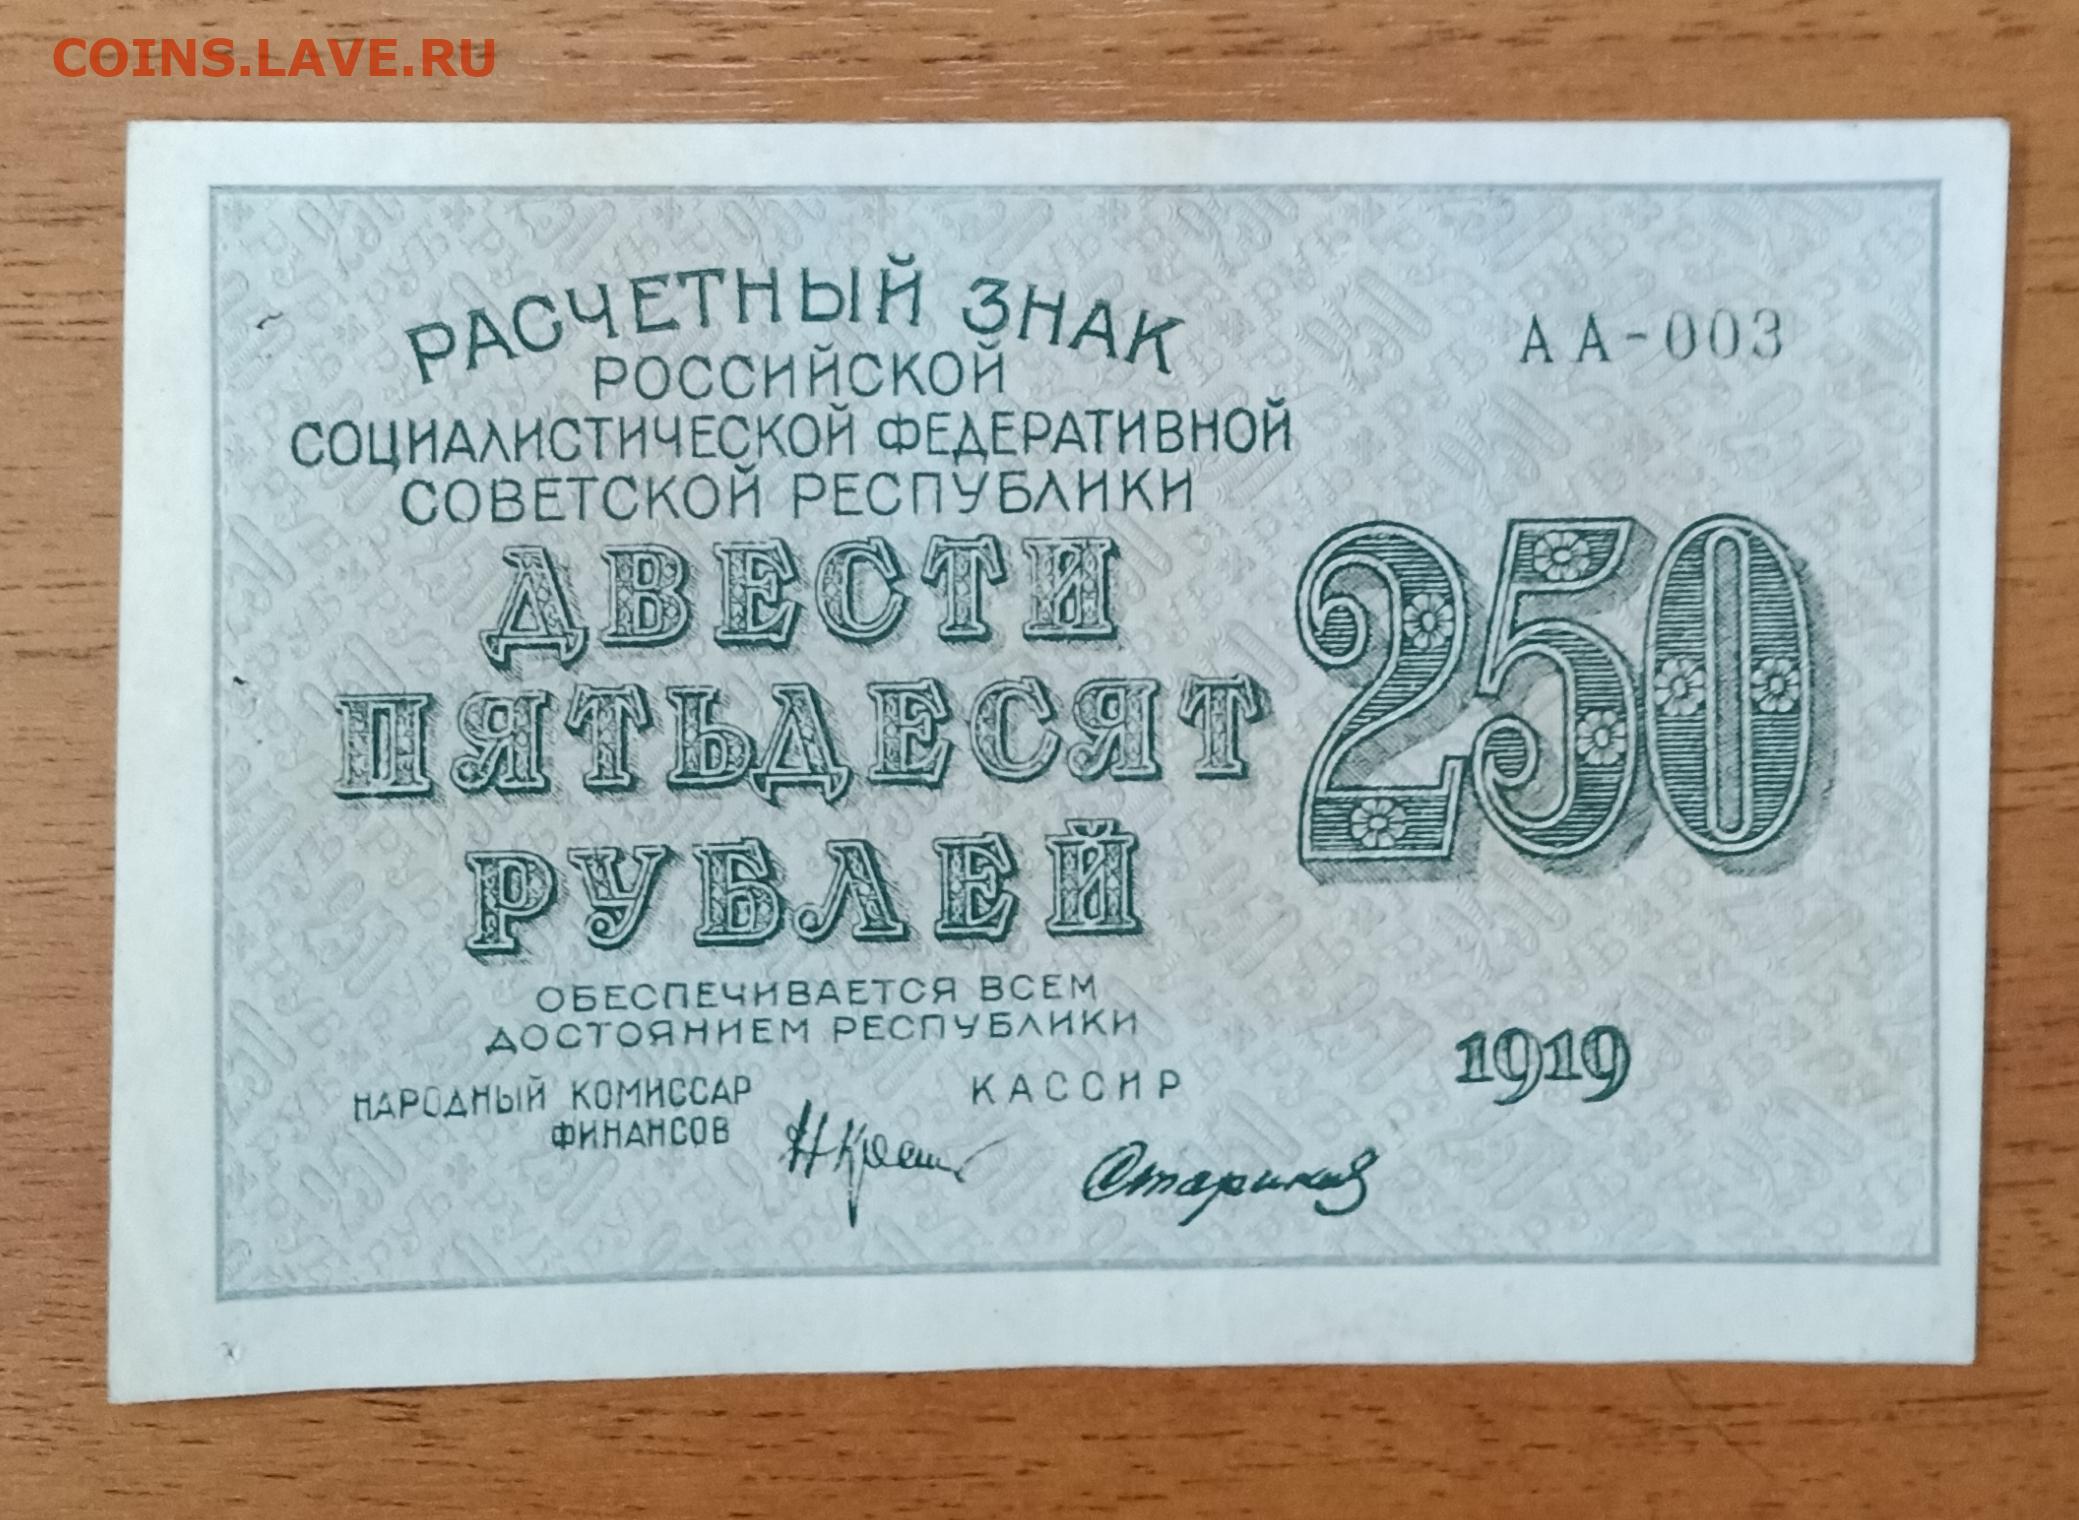 COINS.LAVE.RU
РАСЧЕТНЫЙ ЗНАК
РОССИЙСКОЙ
СОЦИАЛИСТИЧЕСКОЙ ФЕДЕРАТИВНОЙ
СОВЕТСКОЙ РЕСПУБЛИКИ
АА-003
ДВЕСТИ
ПЯТЬДЕСЯТ
РУБЛЕЙ
250
ОБЕСПЕЧИВАЕТСЯ ВСЕМ
ДОСТОЯНИЕМ РЕСПУБЛИКИ
1919
НАРОДНЫЙ КОМИССАР
ФИНАНСОВ
КАССИР
Стариков